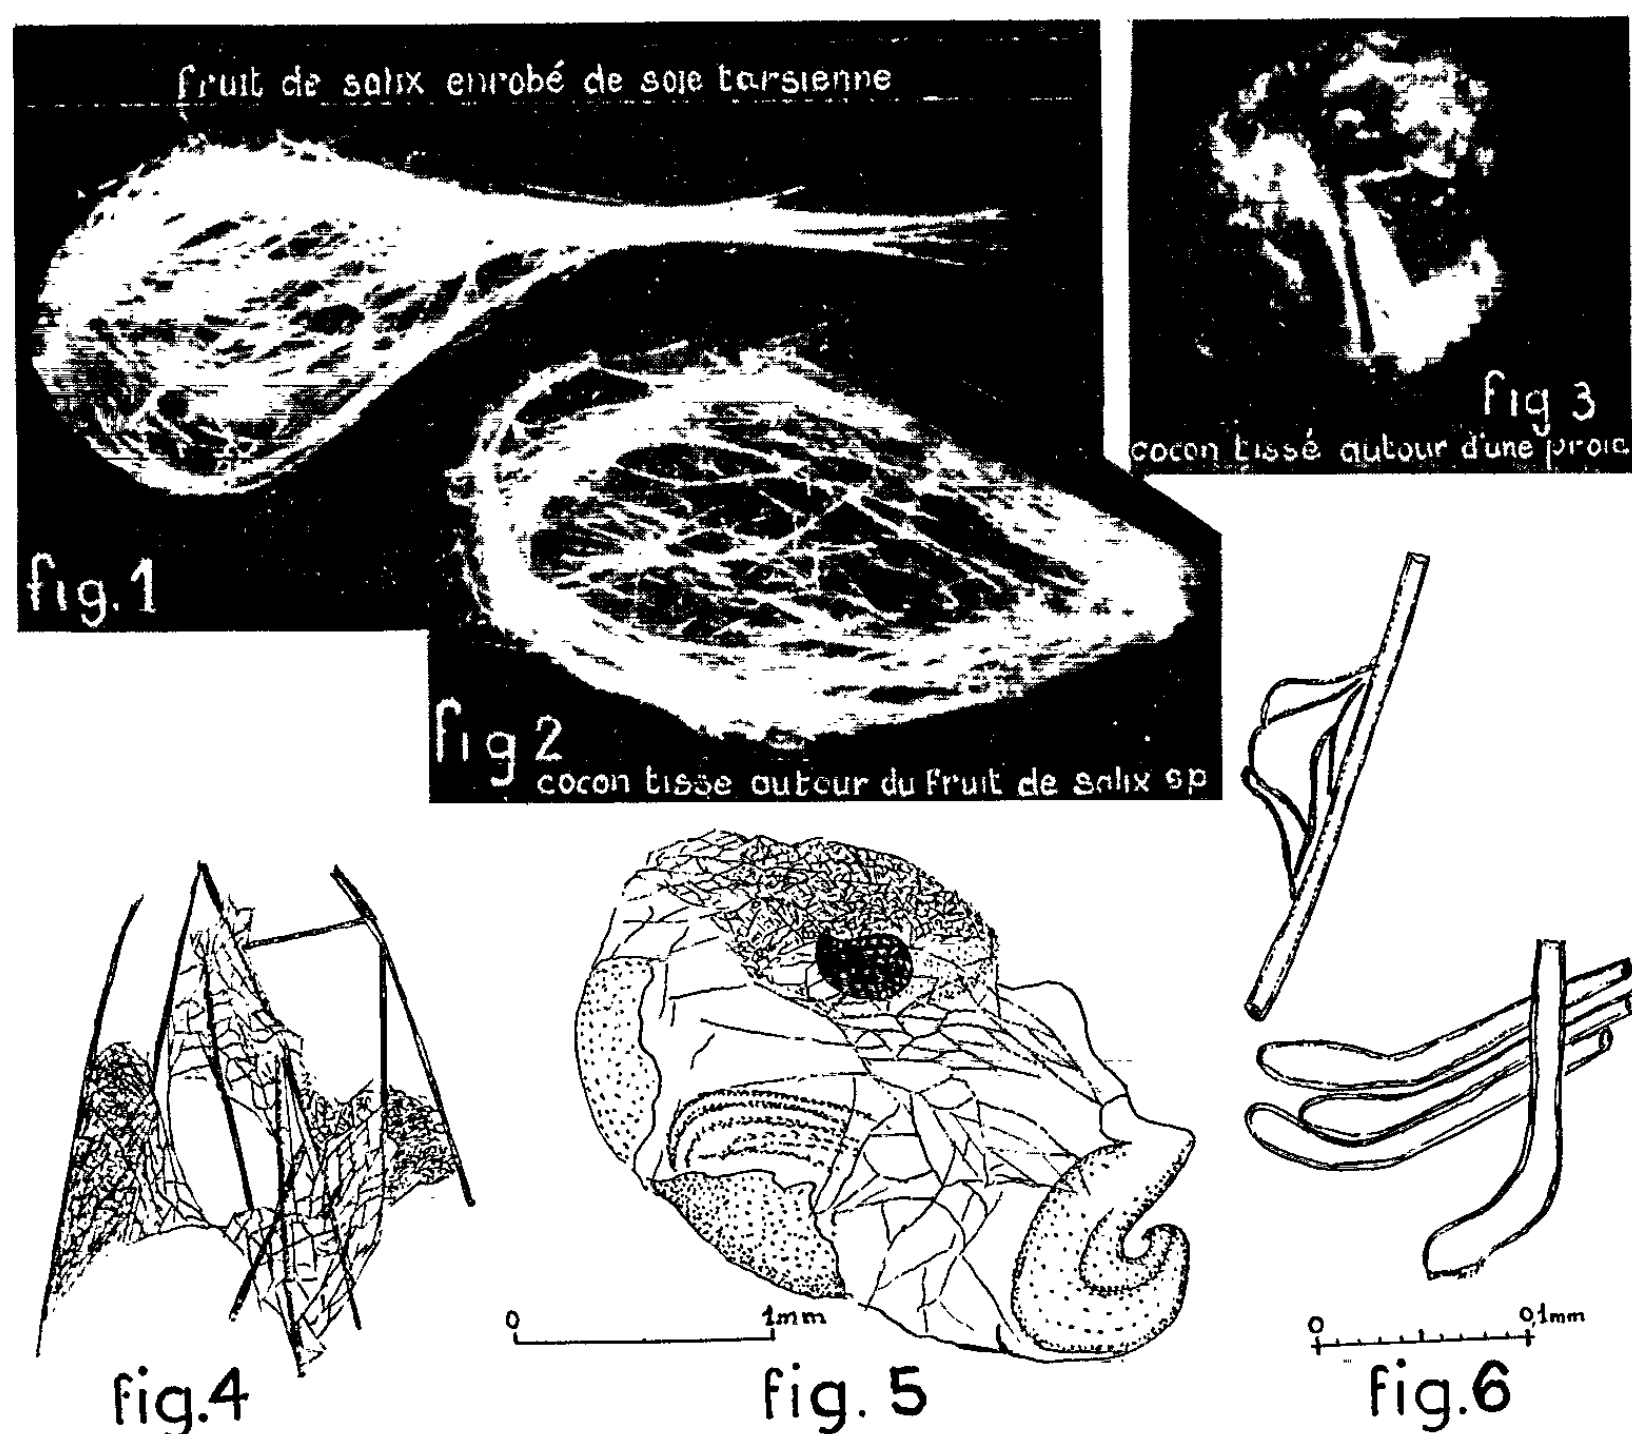 fruit de salix enrobé de soie tarsienne
fig.1
fig 2
cocon tisse autour du Fruit de salix sp
fig 3
cocon tissé autour d'une proie
fig.4
0 1mm
fig. 5
0 0,1mm
fig.6